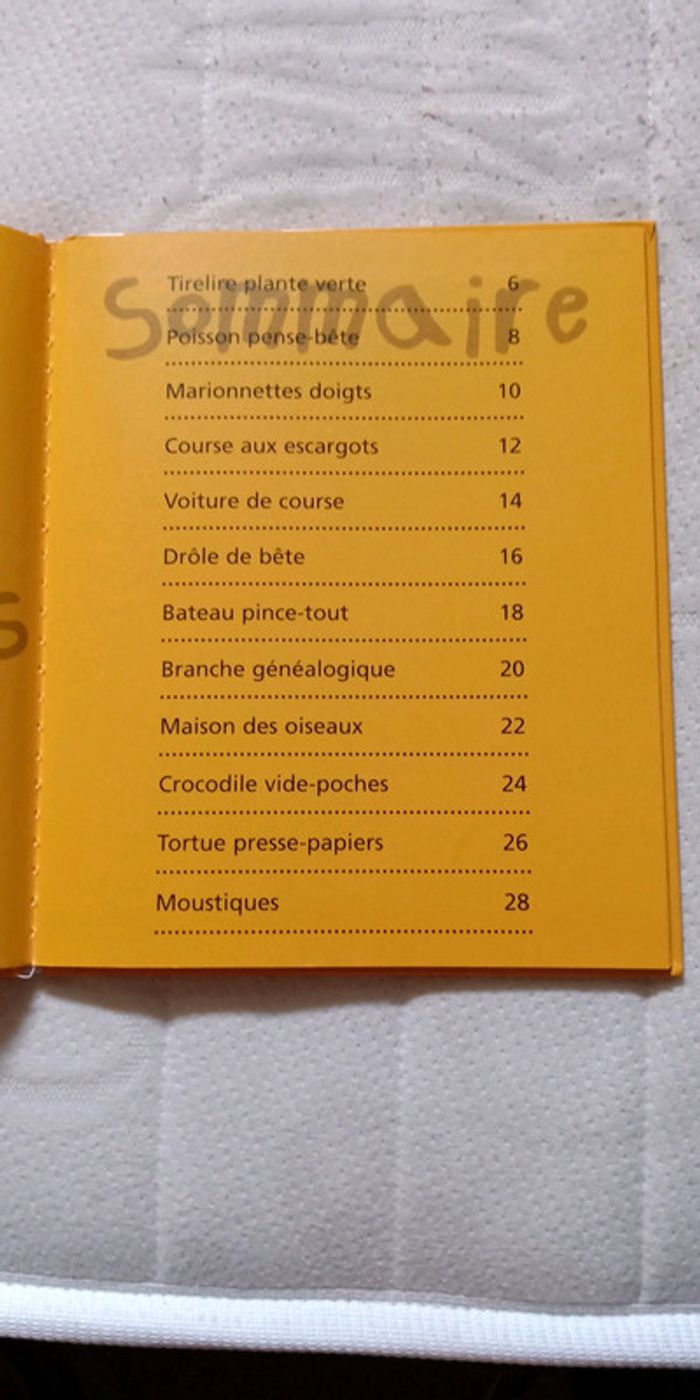 Sommaire
Tirelire plante verte 6
Poisson pense-bête 8
Marionnettes doigts 10
Course aux escargots 12
Voiture de course 14
Drôle de bête 16
Bateau pince-tout 18
Branche généalogique 20
Maison des oiseaux 22
Crocodile vide-poches 24
Tortue presse-papiers 26
Moustiques 28